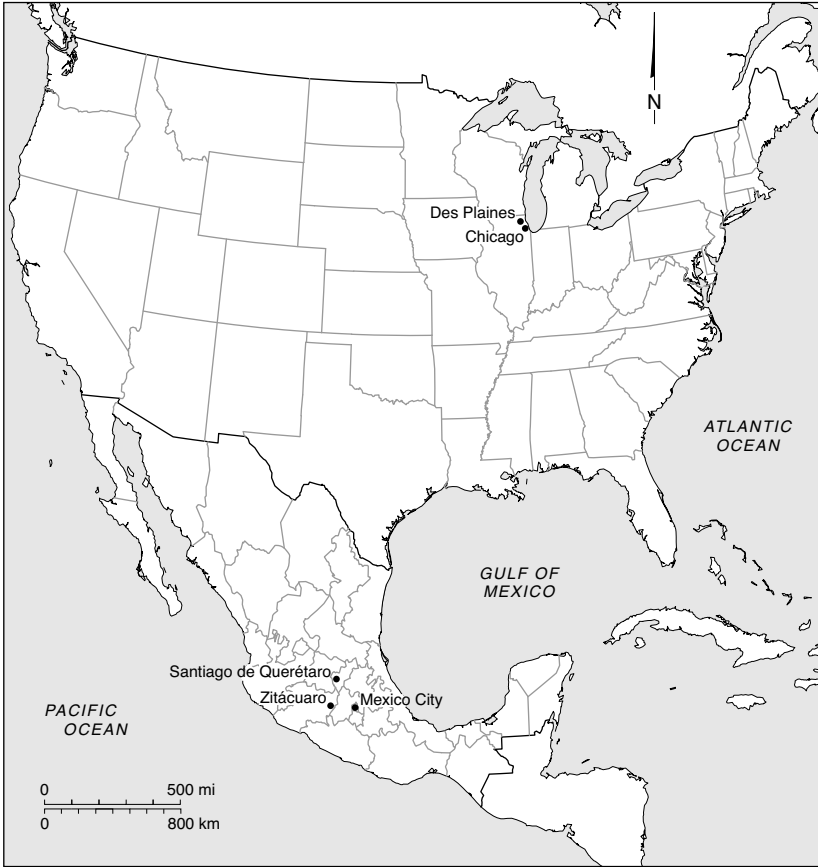 N
Des Plaines
Chicago
ATLANTIC
OCEAN
GULF OF
MEXICO
Santiago de Querétaro
Zitácuaro
Mexico City
PACIFIC
OCEAN
0 500 mi
0 800 km